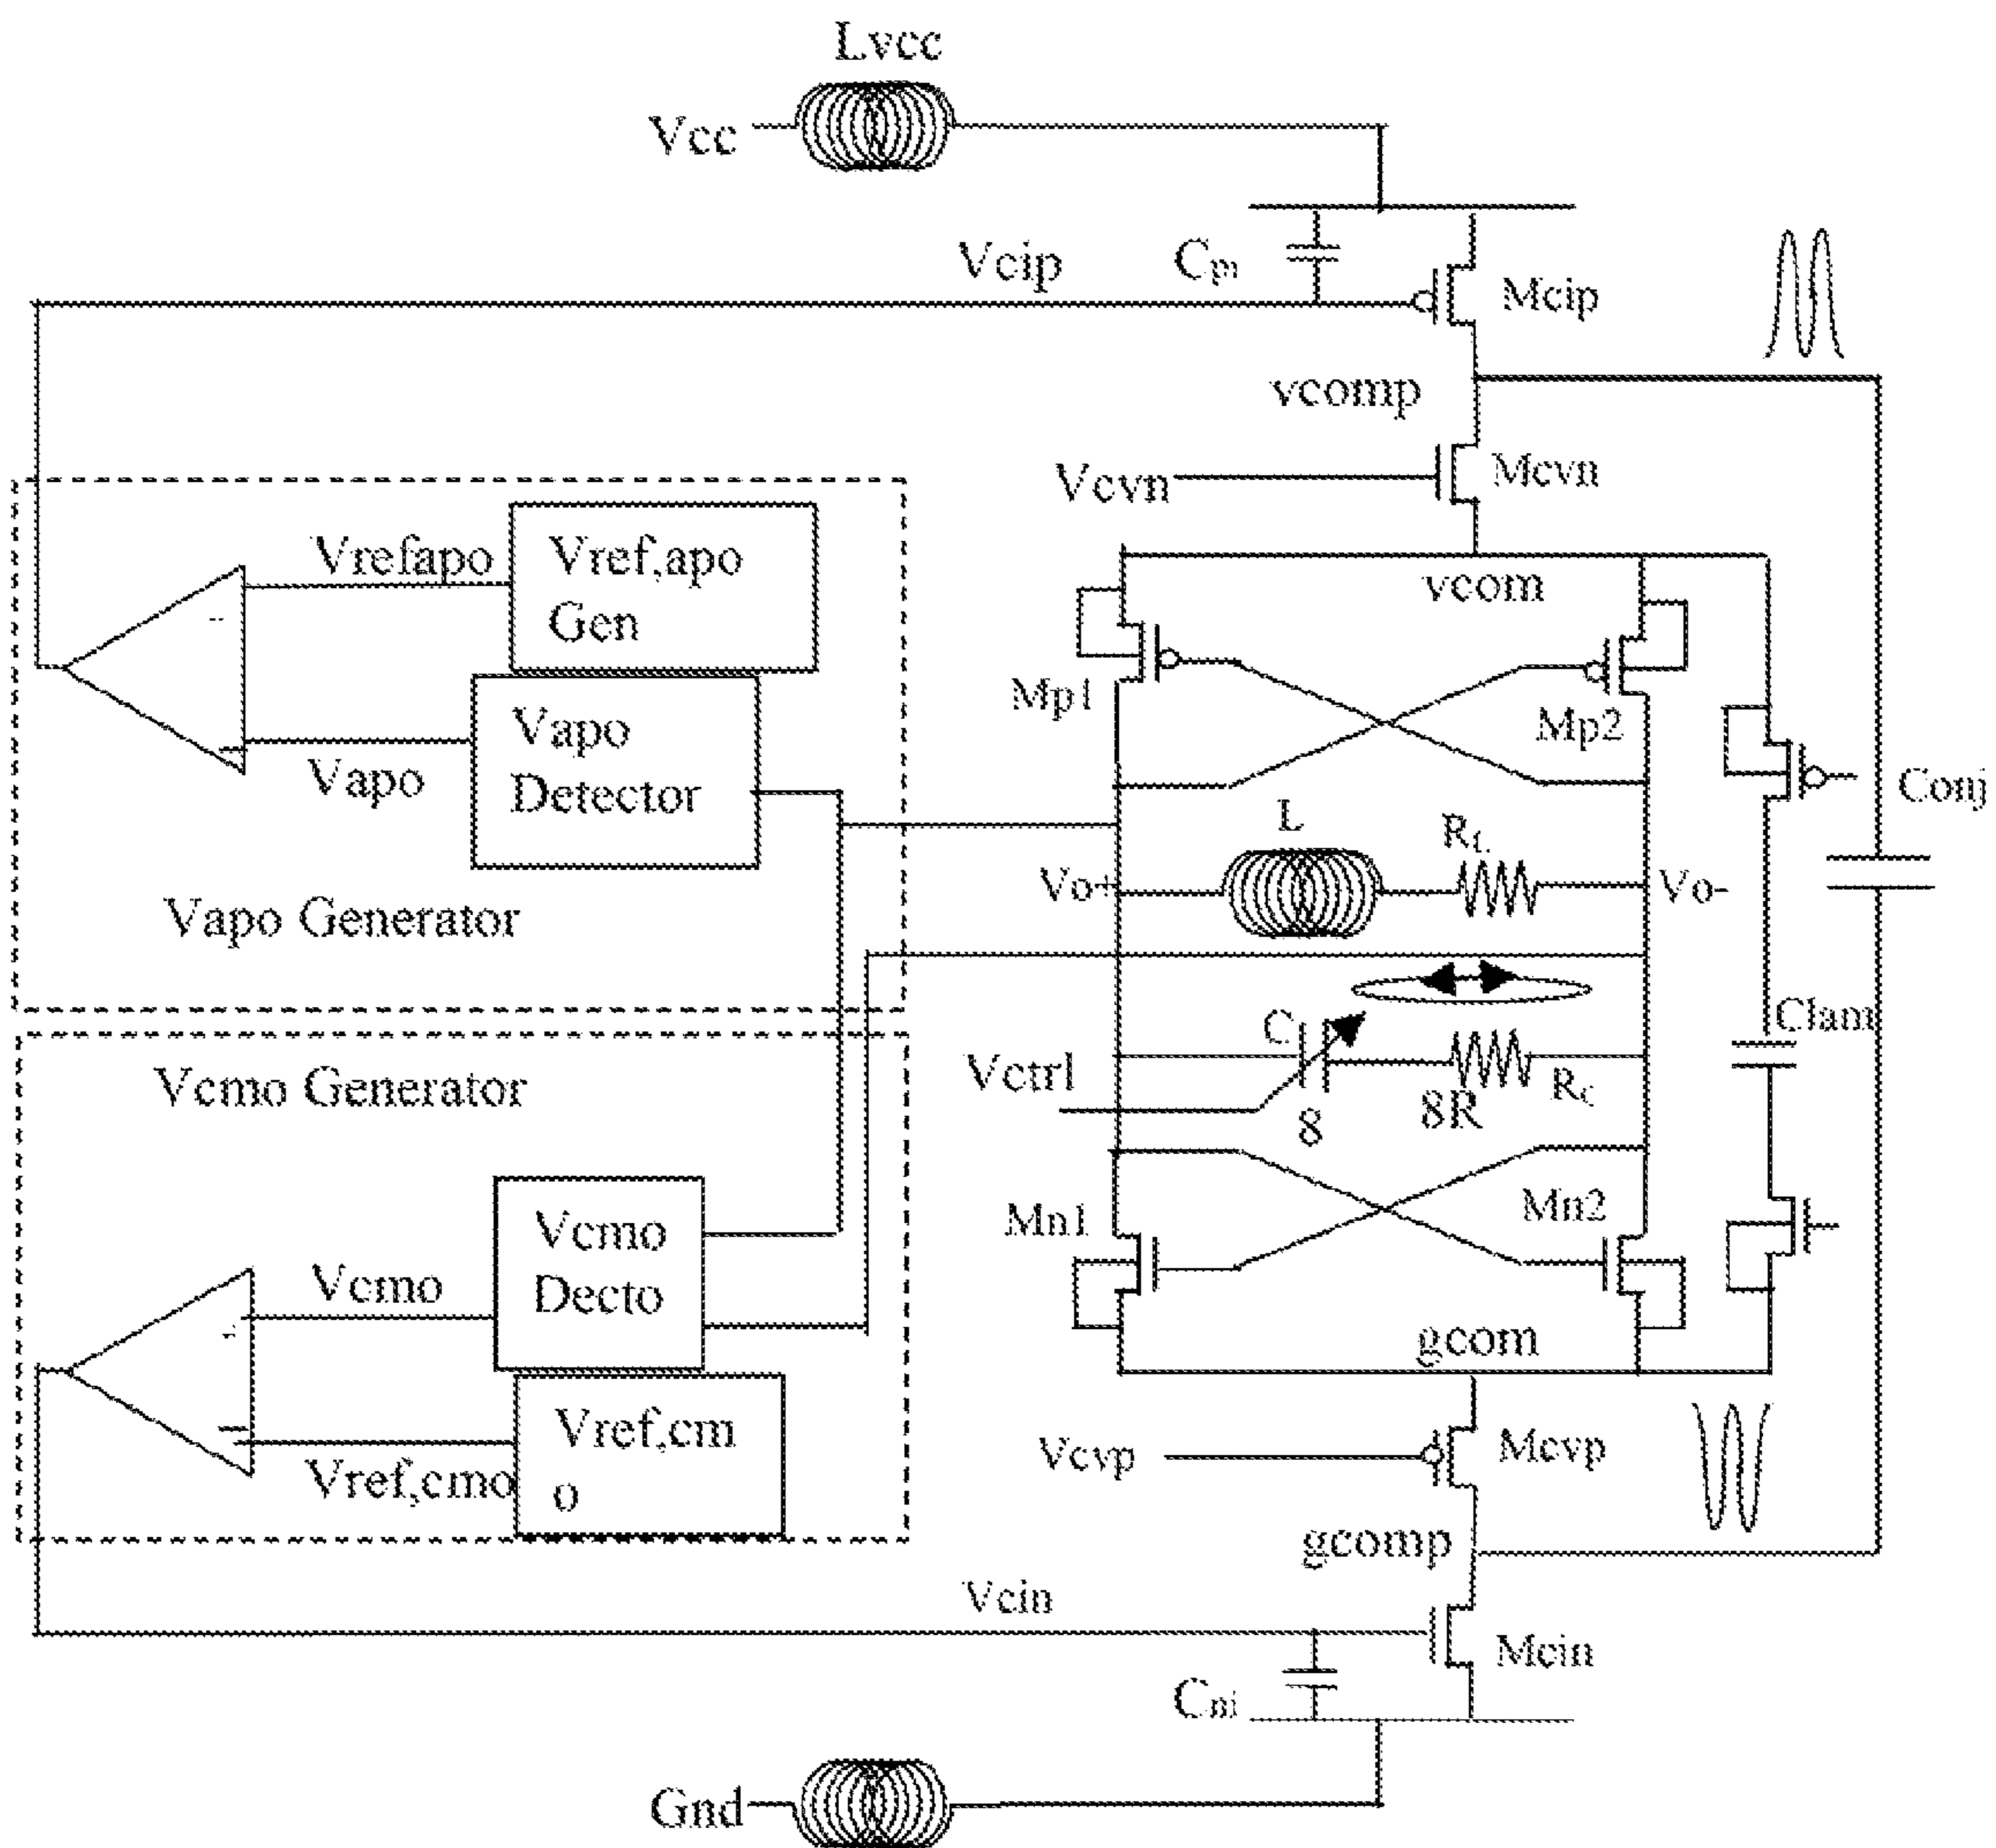 Lvcc
Vcc
Vcip
Cpi
Mcip
vcomp
Vcvn
Mcvn
vcom
Vrefapo
Vref,apo
Gen
Vapo
Vapo
Detector
Vapo Generator
Mp1
Mp2
Conj
L
RL
Vo+
Vo-
Clam
C
Vctrl
8
8R
Rc
Vcmo Generator
Vcmo
Vcmo
Decto
Mn1
Mn2
gcom
Vref,cmo
Vref,cm
o
Vcvp
Mcvp
gcomp
Vcin
Mcin
Cni
Gnd